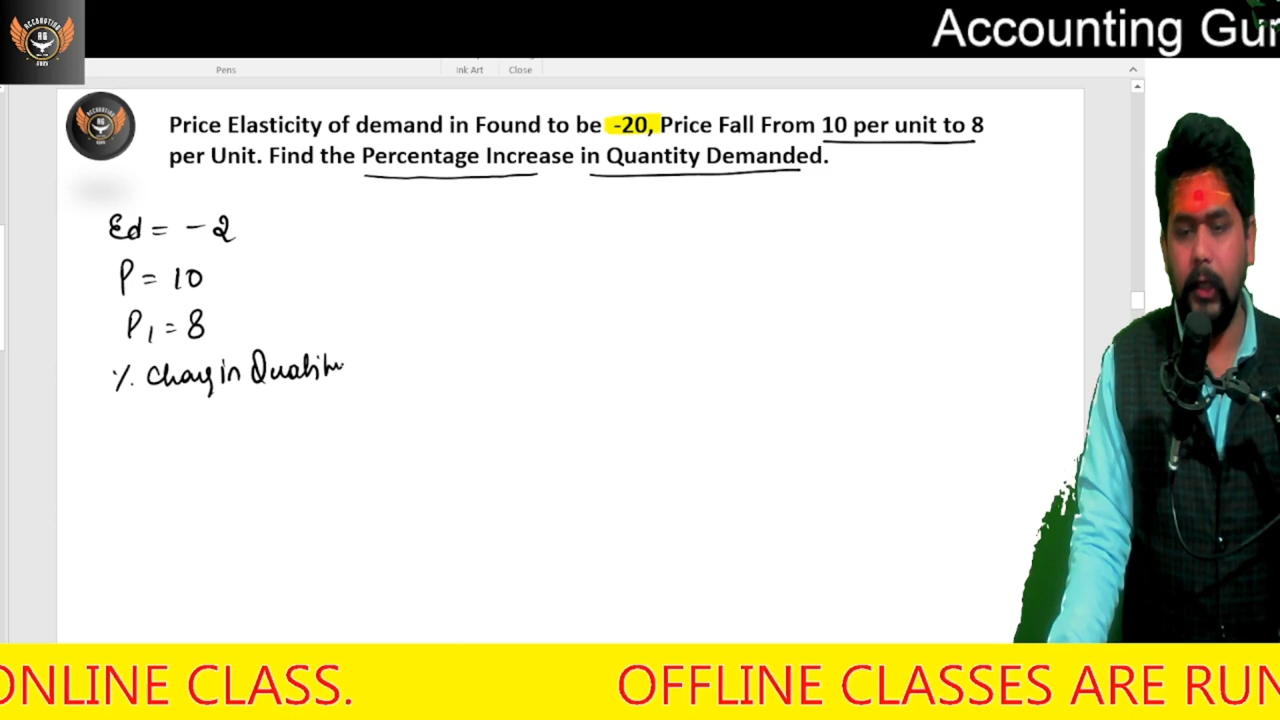 Accounting Gur
Pens
Ink Art
Close
Price Elasticity of demand in Found to be -20, Price Fall From 10 per unit to 8
per Unit. Find the Percentage Increase in Quantity Demanded.
Ed = -2
P = 10
P1 = 8
% Chang in
ONLINE CLASS. OFFLINE CLASSES ARE RUN